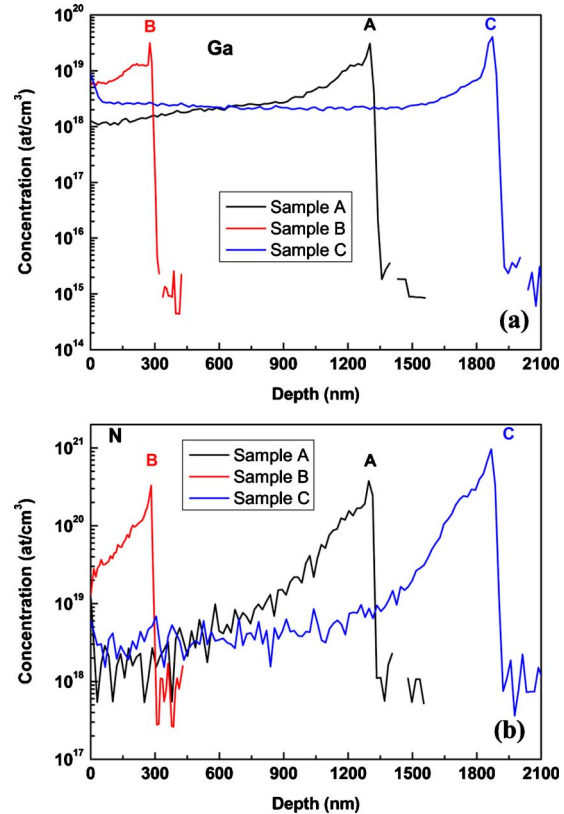 B
A
C
Ga
10^20
10^19
10^18
10^17
10^16
10^15
10^14
Concentration (at/cm^3)
Sample A
Sample B
Sample C
(a)
0 300 600 900 1200 1500 1800 2100
Depth (nm)
N
B
A
C
10^21
10^20
10^19
10^18
10^17
Concentration (at/cm^3)
Sample A
Sample B
Sample C
(b)
0 300 600 900 1200 1500 1800 2100
Depth (nm)